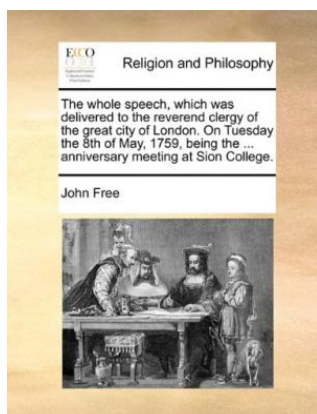 ECCO
Religion and Philosophy
The whole speech, which was
delivered to the reverend clergy of
the great city of London. On Tuesday
the 8th of May, 1759, being the ...
anniversary meeting at Sion College.
John Free